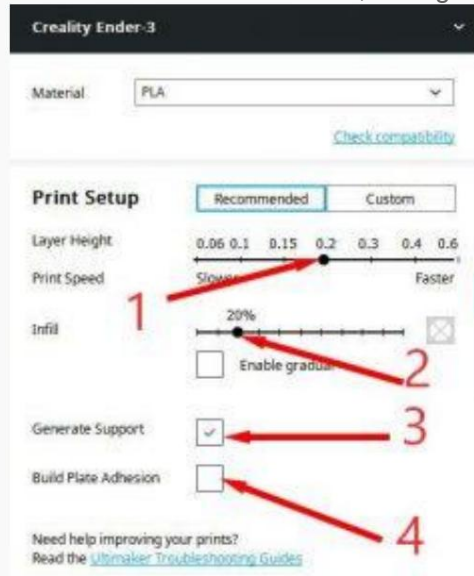 Creality Ender-3
Material PLA
Check compatibility
Print Setup Recommended Custom
Layer Height 0.06 0.1 0.15 0.2 0.3 0.4 0.6
Print Speed Slower Faster
1
20%
Infill
2
Enable gradual
Generate Support 3
Build Plate Adhesion
4
Need help improving your prints?
Read the Ultimaker Troubleshooting Guides